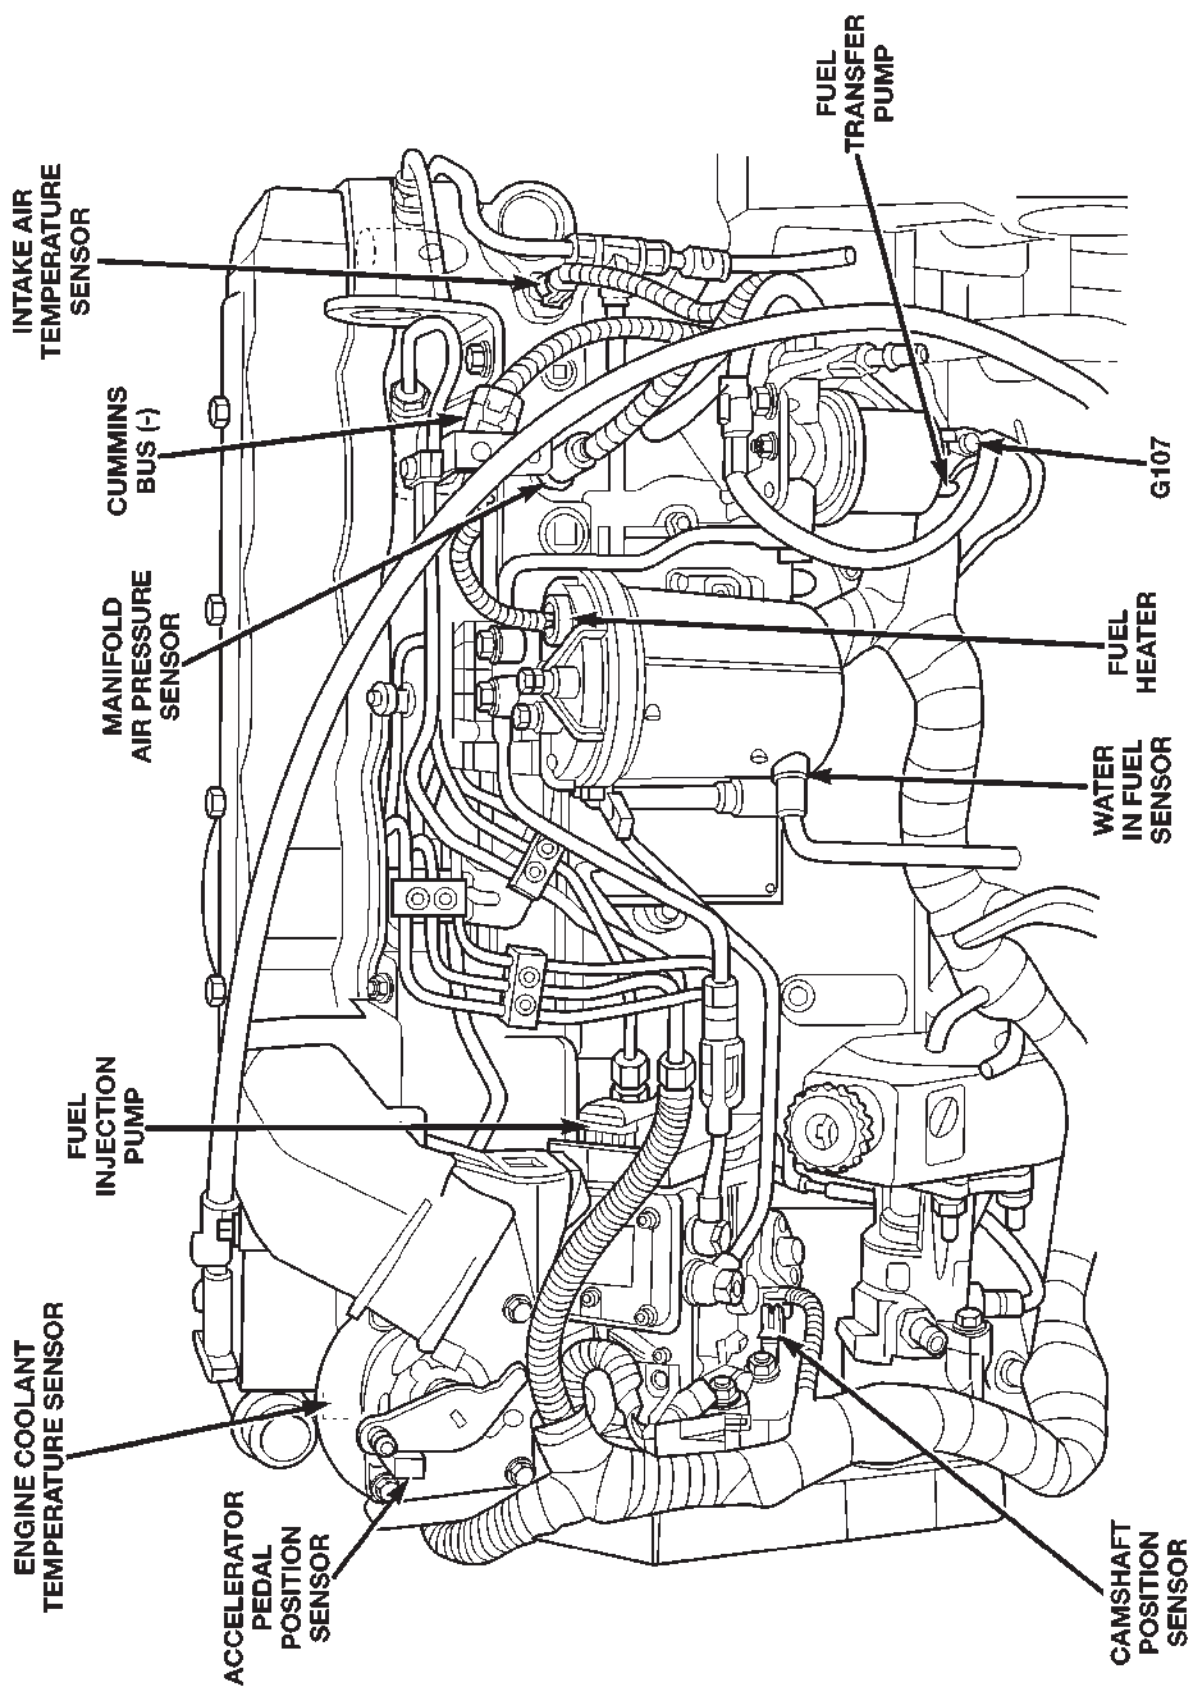 ENGINE COOLANT
TEMPERATURE SENSOR
ACCELERATOR
PEDAL
POSITION
SENSOR
FUEL
INJECTION
PUMP
MANIFOLD
AIR PRESSURE
SENSOR
CUMMINS
BUS (-)
INTAKE AIR
TEMPERATURE
SENSOR
CAMSHAFT
POSITION
SENSOR
WATER
IN FUEL
SENSOR
FUEL
HEATER
G107
FUEL
TRANSFER
PUMP